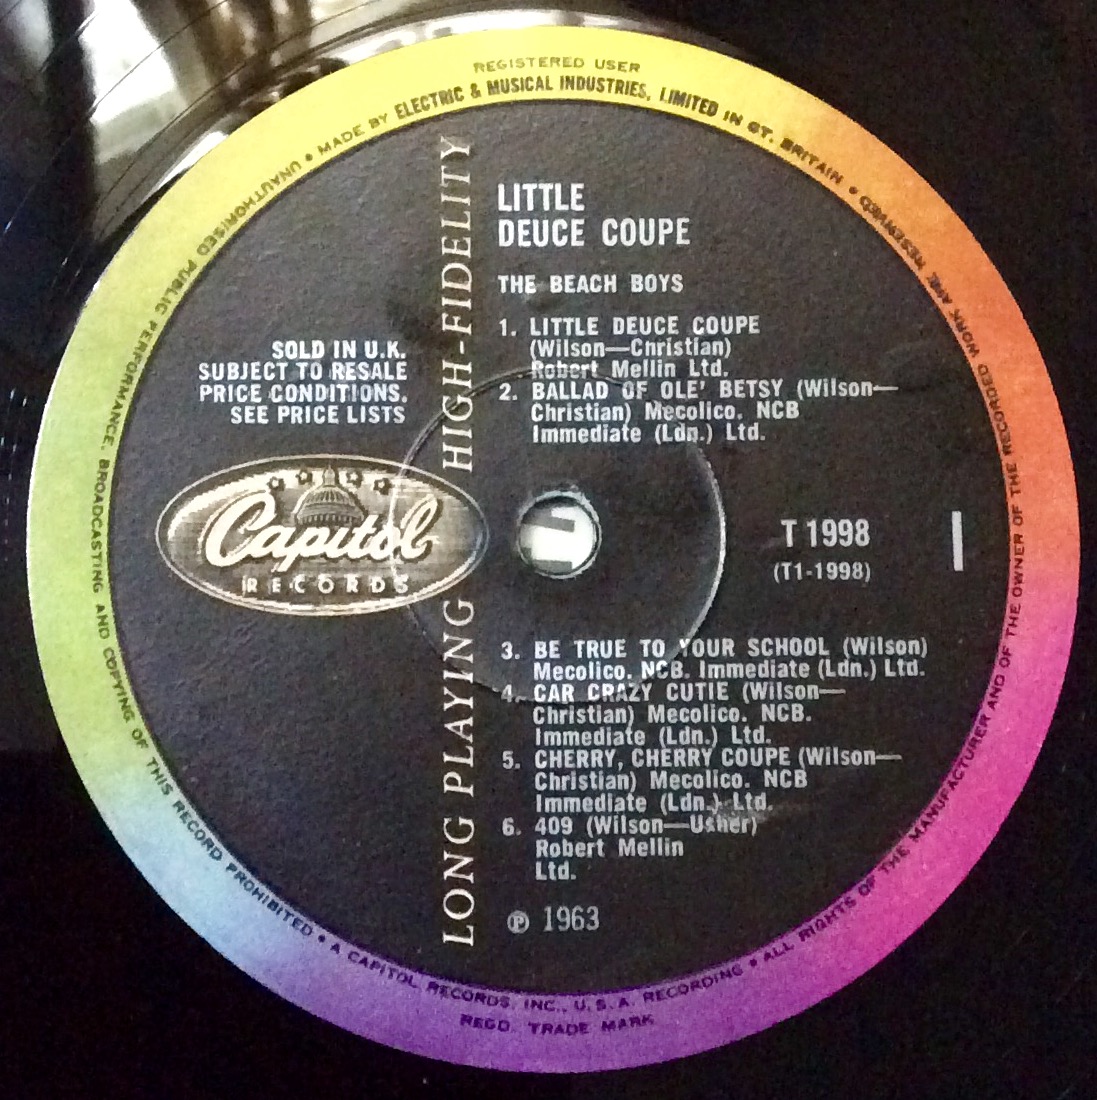 REGISTERED USER
MADE BY ELECTRIC & MUSICAL INDUSTRIES, LIMITED IN GT. BRITAIN • ALL RIGHTS OF THE MANUFACTURER AND OF THE OWNER OF THE RECORDED WORK ARE RESERVED •
UNAUTHORISED PUBLIC PERFORMANCE, BROADCASTING AND COPYING OF THIS RECORD PROHIBITED • A CAPITOL RECORDS, INC., U.S.A. RECORDING •
REGD. TRADE MARK
LONG PLAYING HIGH-FIDELITY
LITTLE
DEUCE COUPE
THE BEACH BOYS
1. LITTLE DEUCE COUPE
(Wilson—Christian)
Robert Mellin Ltd.
2. BALLAD OF OLE' BETSY (Wilson—
Christian) Mecolico. NCB
Immediate (Ldn.) Ltd.
SOLD IN U.K.
SUBJECT TO RESALE
PRICE CONDITIONS.
SEE PRICE LISTS
Capitol
RECORDS
T 1998
(T1-1998)
1
3. BE TRUE TO YOUR SCHOOL (Wilson)
Mecolico. NCB. Immediate (Ldn.) Ltd.
4. CAR CRAZY CUTIE (Wilson—
Christian) Mecolico. NCB.
Immediate (Ldn.) Ltd.
5. CHERRY, CHERRY COUPE (Wilson—
Christian) Mecolico. NCB
Immediate (Ldn.) Ltd.
6. 409 (Wilson—Usher)
Robert Mellin
Ltd.
℗ 1963